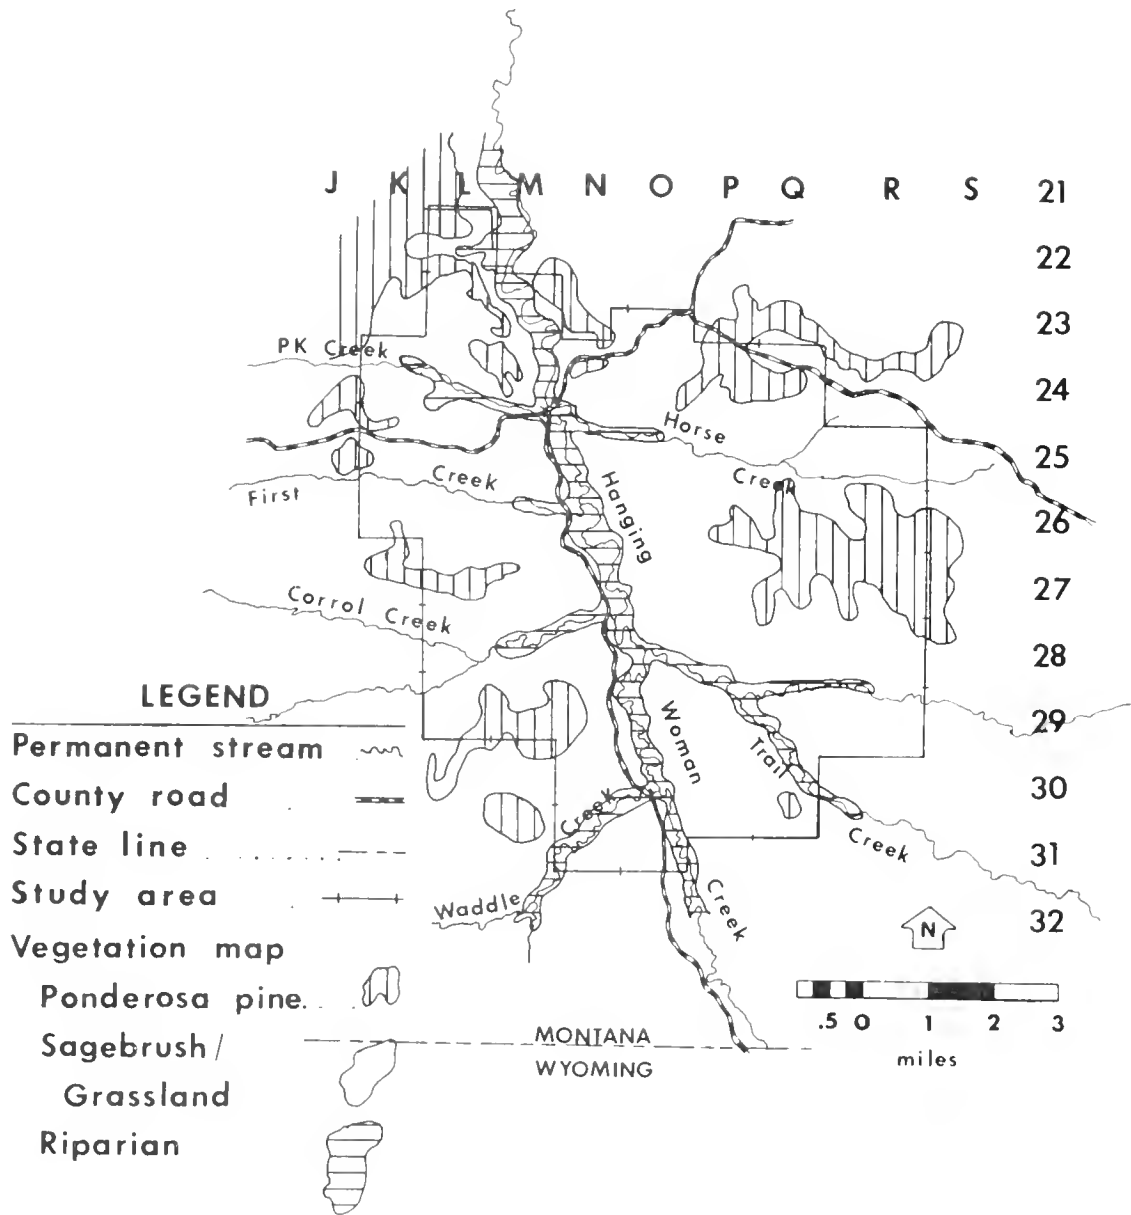 J K L M N O P Q R S 21
22
23
PK Creek
24
Horse
25
Creek
Creek
First
Hanging
26
27
Corrol Creek
28
LEGEND
29
Woman
Trail
Permanent stream
30
County road
Creek
Creek
State line
31
Study area
Waddle
Creek
32
N
Vegetation map
Ponderosa pine
.5 0 1 2 3
miles
Sagebrush/
Grassland
MONTANA
WYOMING
Riparian